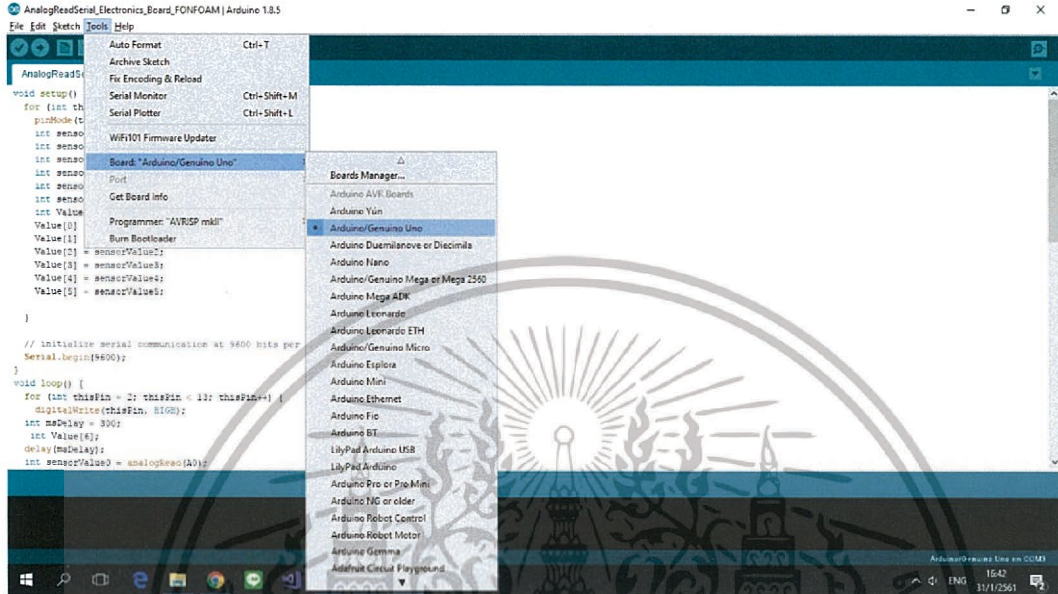 AnalogReadSerial_Electronics_Board_FONFOAM | Arduino 1.8.5
File Edit Sketch Tools Help
AnalogReadSe
Auto Format Ctrl+T
Archive Sketch
Fix Encoding & Reload
Serial Monitor Ctrl+Shift+M
Serial Plotter Ctrl+Shift+L
WiFi101 Firmware Updater
Board: "Arduino/Genuino Uno"
Port
Get Board Info
Programmer: "AVRISP mkII"
Burn Bootloader
Boards Manager...
Arduino AVR Boards
Arduino Yún
Arduino/Genuino Uno
Arduino Duemilanove or Diecimila
Arduino Nano
Arduino/Genuino Mega or Mega 2560
Arduino Mega ADK
Arduino Leonardo
Arduino Leonardo ETH
Arduino/Genuino Micro
Arduino Esplora
Arduino Mini
Arduino Ethernet
Arduino Fio
Arduino BT
LilyPad Arduino USB
LilyPad Arduino
Arduino Pro or Pro Mini
Arduino NG or older
Arduino Robot Control
Arduino Robot Motor
Arduino Gemma
Adafruit Circuit Playground
void setup()
for (int th
pinMode(t
int senso
int senso
int senso
int senso
int senso
int senso
int Value
Value[0]
Value[1]
Value[2] = sensorValue2;
Value[3] = sensorValue3;
Value[4] = sensorValue4;
Value[5] = sensorValue5;
}
// initialize serial communication at 9600 bits per
Serial.begin(9600);
}
void loop() {
for (int thisPin = 2; thisPin < 13; thisPin++) {
digitalWrite(thisPin, HIGH);
int msDelay = 300;
int Value[6];
delay(msDelay);
int sensorValue0 = analogRead(A0);
Arduino/Genuino Uno on COM3
ENG
16:42
31/1/2561